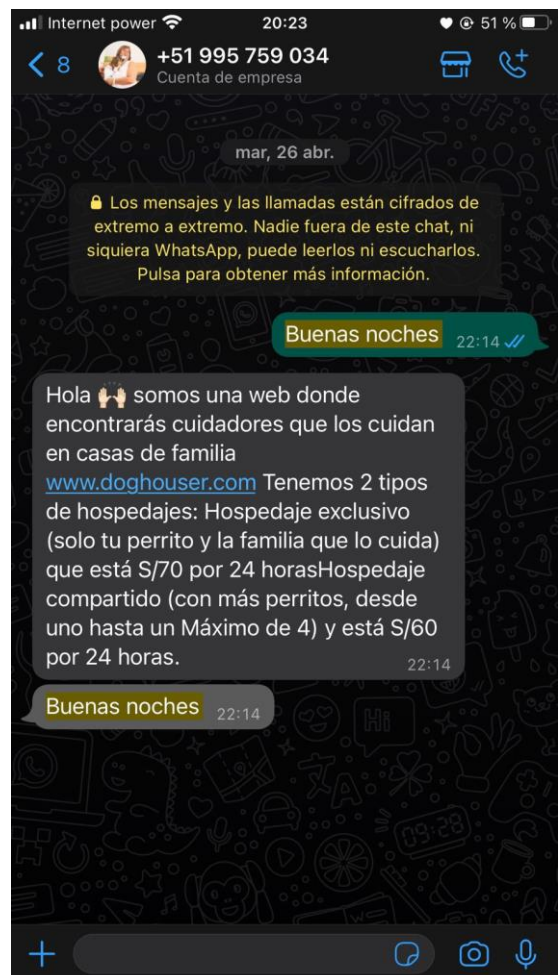 Internet power 20:23 51 %
8 +51 995 759 034
Cuenta de empresa
mar, 26 abr.
Los mensajes y las llamadas están cifrados de
extremo a extremo. Nadie fuera de este chat, ni
siquiera WhatsApp, puede leerlos ni escucharlos.
Pulsa para obtener más información.
Buenas noches 22:14
Hola 🙌🏻 somos una web donde
encontrarás cuidadores que los cuidan
en casas de familia
www.doghouser.com Tenemos 2 tipos
de hospedajes: Hospedaje exclusivo
(solo tu perrito y la familia que lo cuida)
que está S/70 por 24 horasHospedaje
compartido (con más perritos, desde
uno hasta un Máximo de 4) y está S/60
por 24 horas.
22:14
Buenas noches 22:14